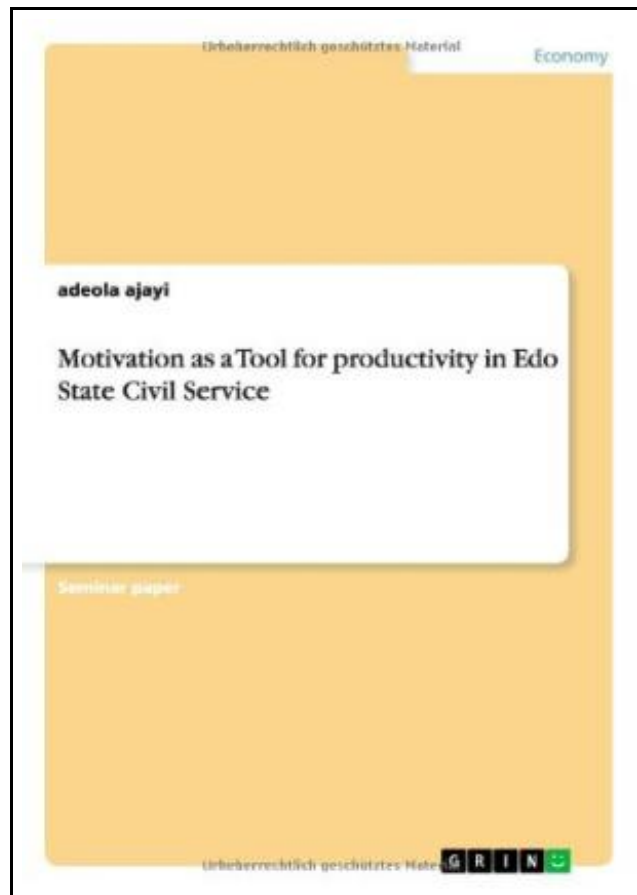 Urheberrechtlich geschütztes Material
Economy
adeola ajayi
Motivation as a Tool for productivity in Edo
State Civil Service
Seminar paper
Urheberrechtlich geschütztes Mate
GRIN